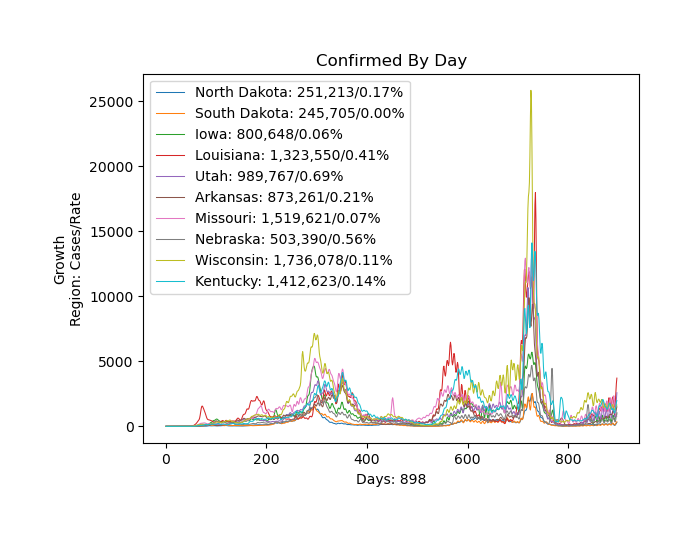 Confirmed By Day
25000
20000
15000
10000
5000
0
Growth
Region: Cases/Rate
North Dakota: 251,213/0.17%
South Dakota: 245,705/0.00%
Iowa: 800,648/0.06%
Louisiana: 1,323,550/0.41%
Utah: 989,767/0.69%
Arkansas: 873,261/0.21%
Missouri: 1,519,621/0.07%
Nebraska: 503,390/0.56%
Wisconsin: 1,736,078/0.11%
Kentucky: 1,412,623/0.14%
0 200 400 600 800
Days: 898